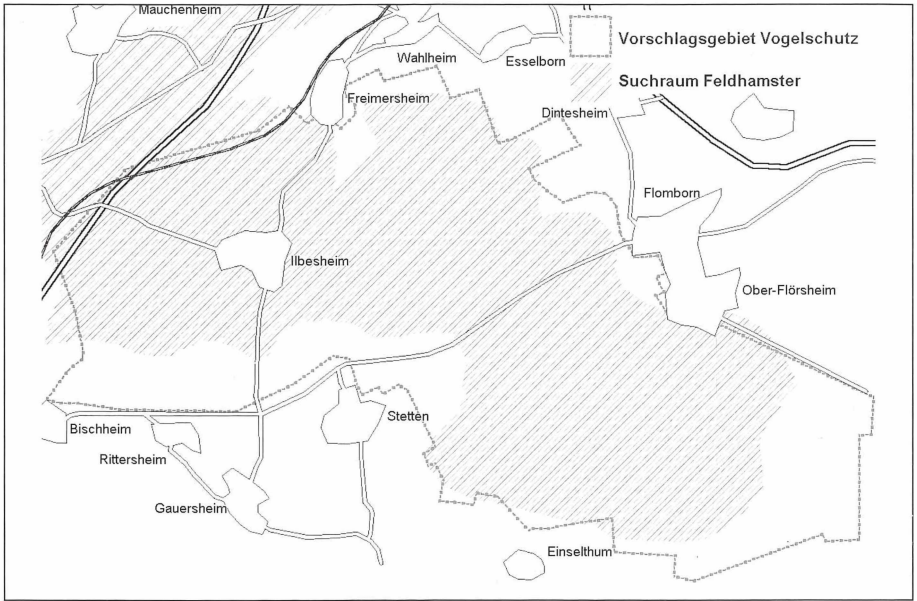 Mauchenheim
Wahlheim
Esselborn
Vorschlagsgebiet Vogelschutz
Suchraum Feldhamster
Freimersheim
Dintesheim
Flomborn
Ilbesheim
Ober-Flörsheim
Stetten
Bischheim
Rittersheim
Gauersheim
Einselthum